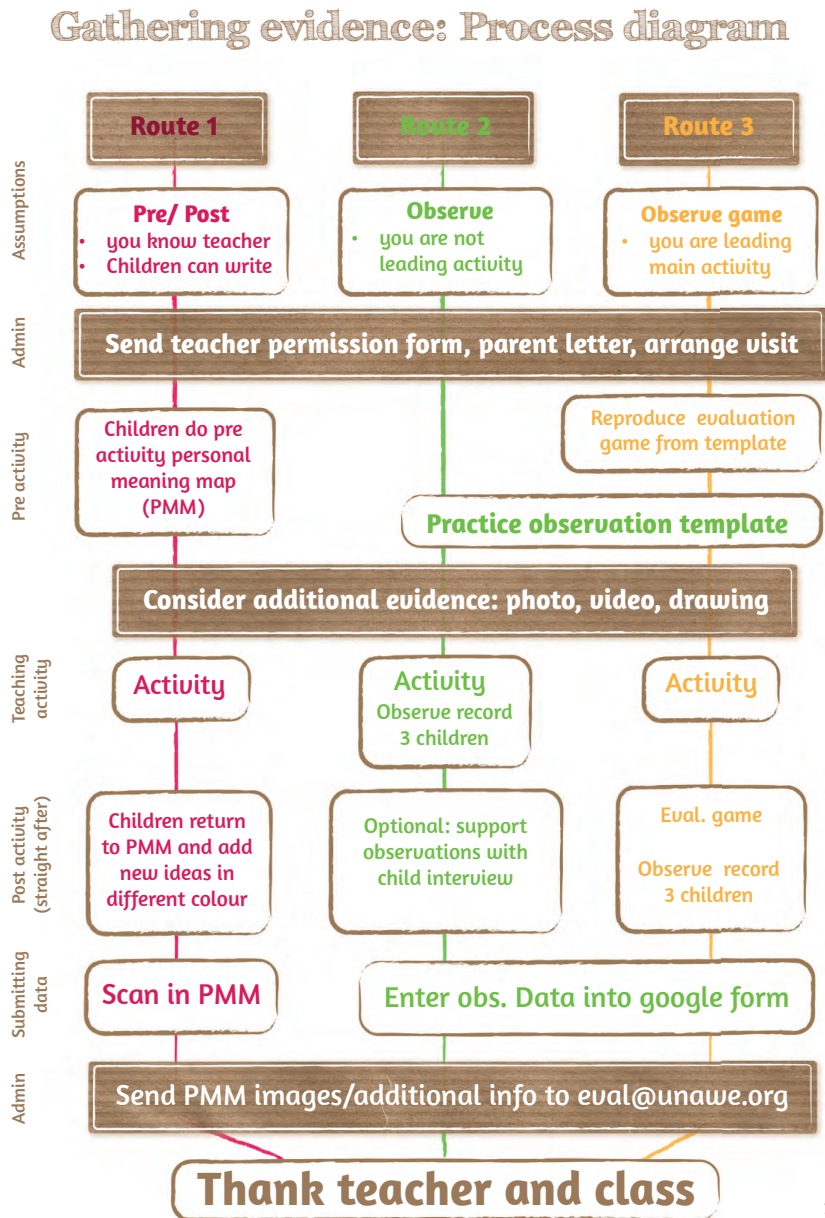 Gathering evidence: Process diagram
Route 1
Route 2
Route 3
Assumptions
Pre/ Post
• you know teacher
• Children can write
Observe
• you are not
leading activity
Observe game
• you are leading
main activity
Admin
Send teacher permission form, parent letter, arrange visit
Pre activity
Children do pre
activity personal
meaning map
(PMM)
Reproduce evaluation
game from template
Practice observation template
Consider additional evidence: photo, video, drawing
Teaching
activity
Activity
Activity
Observe record
3 children
Activity
Post activity
(straight after)
Children return
to PMM and add
new ideas in
different colour
Optional: support
observations with
child interview
Eval. game
Observe record
3 children
Submitting
data
Scan in PMM
Enter obs. Data into google form
Admin
Send PMM images/additional info to eval@unawe.org
Thank teacher and class